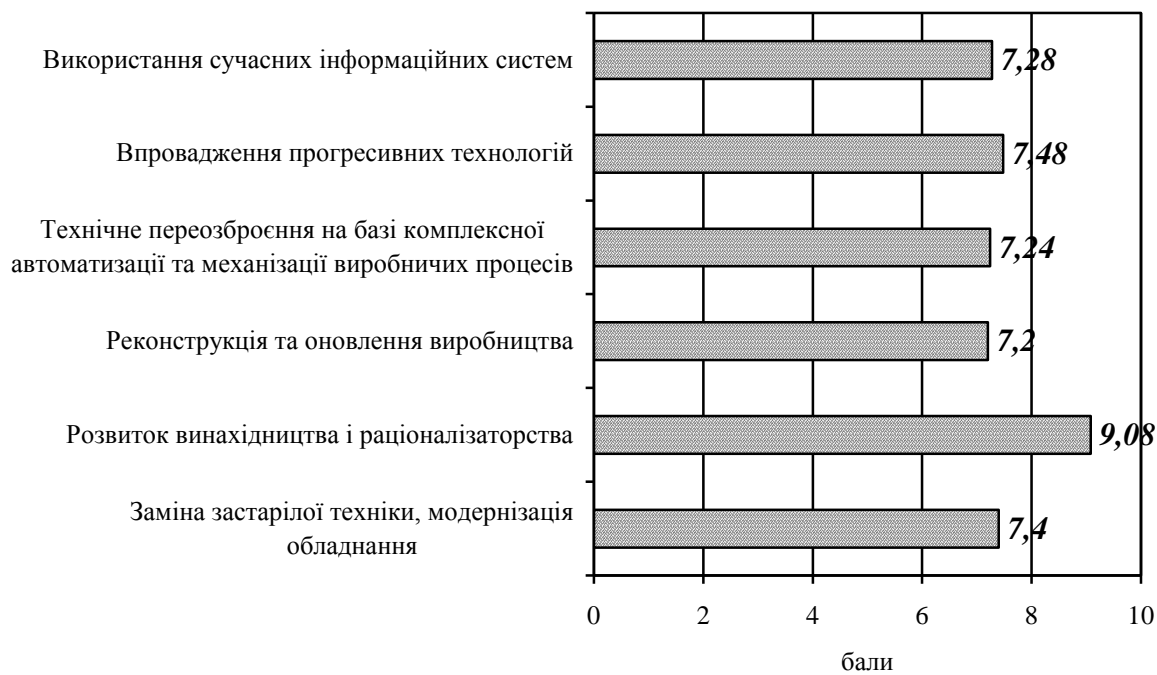 Використання сучасних інформаційних систем
7,28
Впровадження прогресивних технологій
7,48
Технічне переозброєння на базі комплексної
автоматизації та механізації виробничих процесів
7,24
Реконструкція та оновлення виробництва
7,2
Розвиток винахідництва і раціоналізаторства
9,08
Заміна застарілої техніки, модернізація
обладнання
7,4
0 2 4 6 8 10
бали